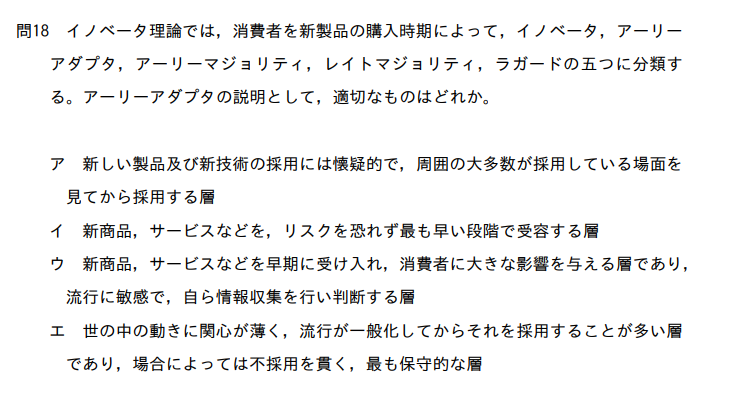 問18　イノベータ理論では，消費者を新製品の購入時期によって，イノベータ，アーリー
アダプタ，アーリーマジョリティ，レイトマジョリティ，ラガードの五つに分類す
る。アーリーアダプタの説明として，適切なものはどれか。
ア　新しい製品及び新技術の採用には懐疑的で，周囲の大多数が採用している場面を
見てから採用する層
イ　新商品，サービスなどを，リスクを恐れず最も早い段階で受容する層
ウ　新商品，サービスなどを早期に受け入れ，消費者に大きな影響を与える層であり，
流行に敏感で，自ら情報収集を行い判断する層
エ　世の中の動きに関心が薄く，流行が一般化してからそれを採用することが多い層
であり，場合によっては不採用を貫く，最も保守的な層